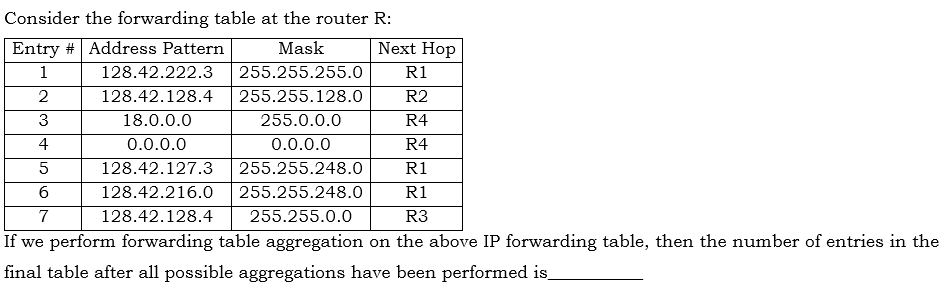 Consider the forwarding table at the router R:
Entry # Address Pattern Mask Next Hop
1 128.42.222.3 255.255.255.0 R1
2 128.42.128.4 255.255.128.0 R2
3 18.0.0.0 255.0.0.0 R4
4 0.0.0.0 0.0.0.0 R4
5 128.42.127.3 255.255.248.0 R1
6 128.42.216.0 255.255.248.0 R1
7 128.42.128.4 255.255.0.0 R3
If we perform forwarding table aggregation on the above IP forwarding table, then the number of entries in the
final table after all possible aggregations have been performed is__________